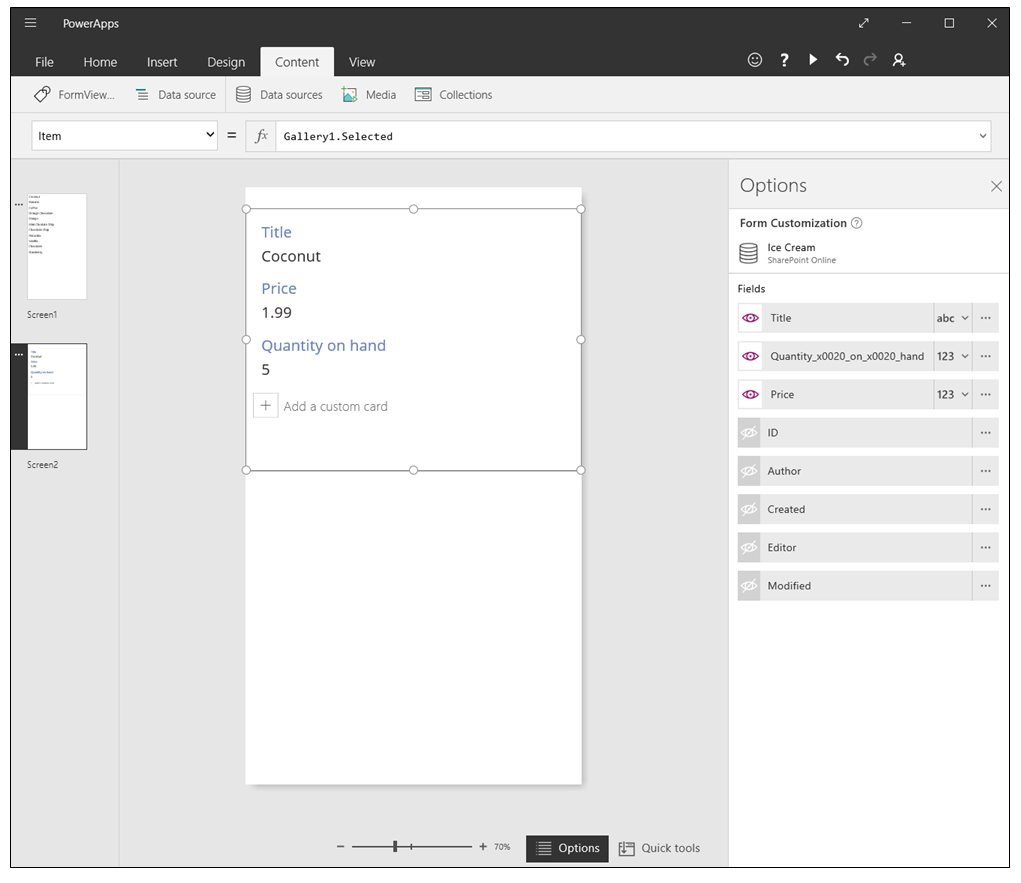 PowerApps
File Home Insert Design Content View
FormView... Data source Data sources Media Collections
Item = fx Gallery1.Selected
Screen1
Screen2
Title
Coconut
Price
1.99
Quantity on hand
5
Add a custom card
Options
Form Customization
Ice Cream
SharePoint Online
Fields
Title abc
Quantity_x0020_on_x0020_hand 123
Price 123
ID
Author
Created
Editor
Modified
70% Options Quick tools